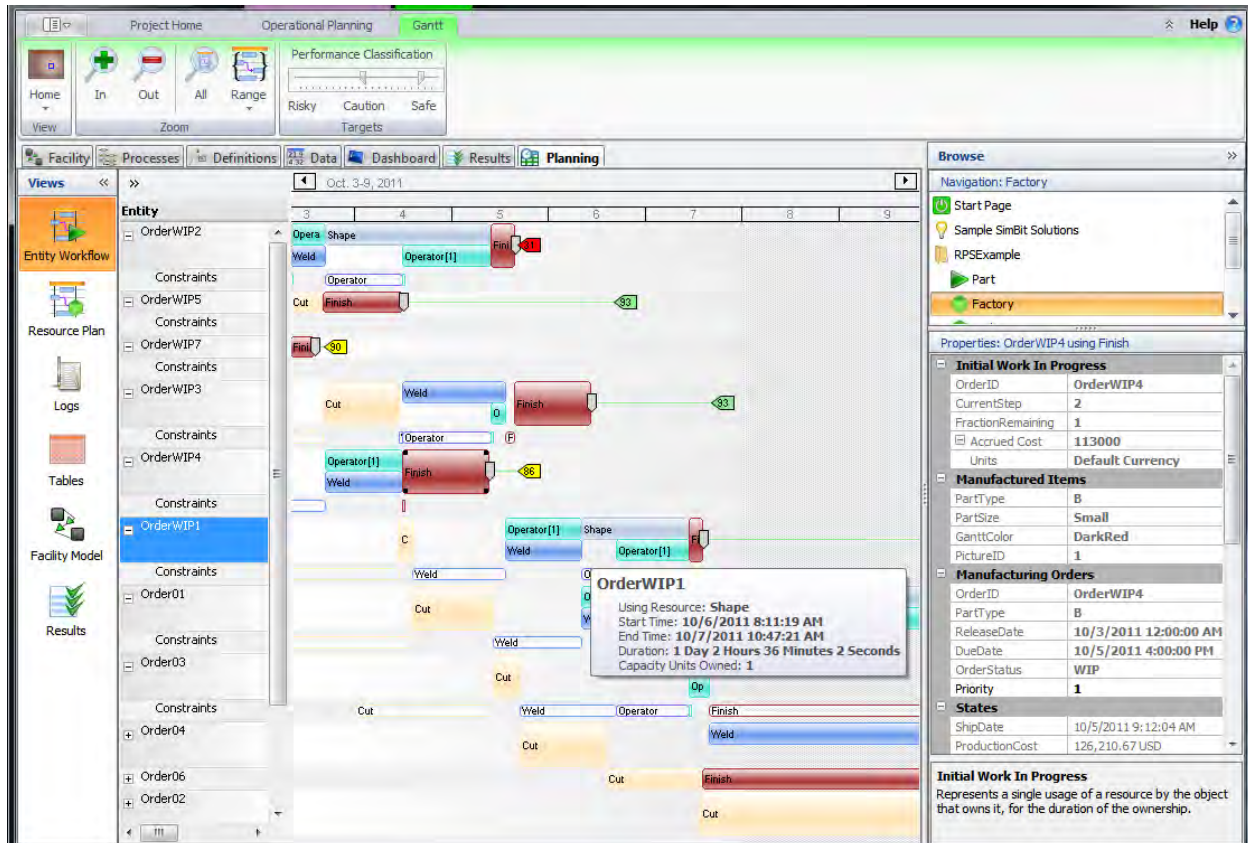 Project Home Operational Planning Gantt Help
Performance Classification
Home In Out All Range
Risky Caution Safe
View Zoom Targets
Facility Processes Definitions Data Dashboard Results Planning
Browse
Views
Oct. 3-9, 2011
Navigation: Factory
Entity
3 4 5 6 7 8 9
Start Page
Sample SimBit Solutions
RPSExample
Part
Factory
Entity Workflow
Resource Plan
Logs
Tables
Facility Model
Results
OrderWIP2
Opera Shape
Fini
Weld
Operator[1]
Constraints
Operator
OrderWIP5
Cut Finish 93
Constraints
OrderWIP7
Fini 90
Constraints
OrderWIP3
Cut
Weld
O
Finish 93
Constraints
Operator (F
OrderWIP4
Operator[1]
Weld
Finish 86
Constraints
OrderWIP1
C
Operator[1] Shape
Weld
Operator[1]
Constraints
Weld
Order01
Cut
Constraints
Weld
Order03
Cut
Op
Constraints
Cut Weld Operator Finish
Order04
Weld
Cut
Order06
Cut Finish
Order02
Cut
OrderWIP1
Using Resource: Shape
Start Time: 10/6/2011 8:11:19 AM
End Time: 10/7/2011 10:47:21 AM
Duration: 1 Day 2 Hours 36 Minutes 2 Seconds
Capacity Units Owned: 1
Properties: OrderWIP4 using Finish
Initial Work In Progress
OrderID OrderWIP4
CurrentStep 2
FractionRemaining 1
Accrued Cost 113000
Units Default Currency
Manufactured Items
PartType B
PartSize Small
GanttColor DarkRed
PictureID 1
Manufacturing Orders
OrderID OrderWIP4
PartType B
ReleaseDate 10/3/2011 12:00:00 AM
DueDate 10/5/2011 4:00:00 PM
OrderStatus WIP
Priority 1
States
ShipDate 10/5/2011 9:12:04 AM
ProductionCost 126,210.67 USD
Initial Work In Progress
Represents a single usage of a resource by the object
that owns it, for the duration of the ownership.